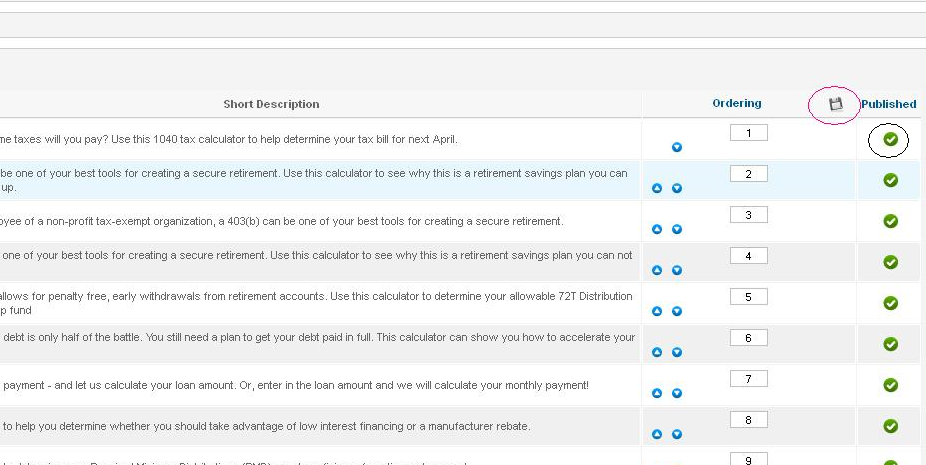 Short Description Ordering Published
me taxes will you pay? Use this 1040 tax calculator to help determine your tax bill for next April. 1
be one of your best tools for creating a secure retirement. Use this calculator to see why this is a retirement savings plan you can 2
up.
oyee of a non-profit tax-exempt organization, a 403(b) can be one of your best tools for creating a secure retirement. 3
one of your best tools for creating a secure retirement. Use this calculator to see why this is a retirement savings plan you can not 4
allows for penalty free, early withdrawals from retirement accounts. Use this calculator to determine your allowable 72T Distribution 5
p fund
debt is only half of the battle. You still need a plan to get your debt paid in full. This calculator can show you how to accelerate your 6
payment - and let us calculate your loan amount. Or, enter in the loan amount and we will calculate your monthly payment! 7
to help you determine whether you should take advantage of low interest financing or a manufacturer rebate. 8
9